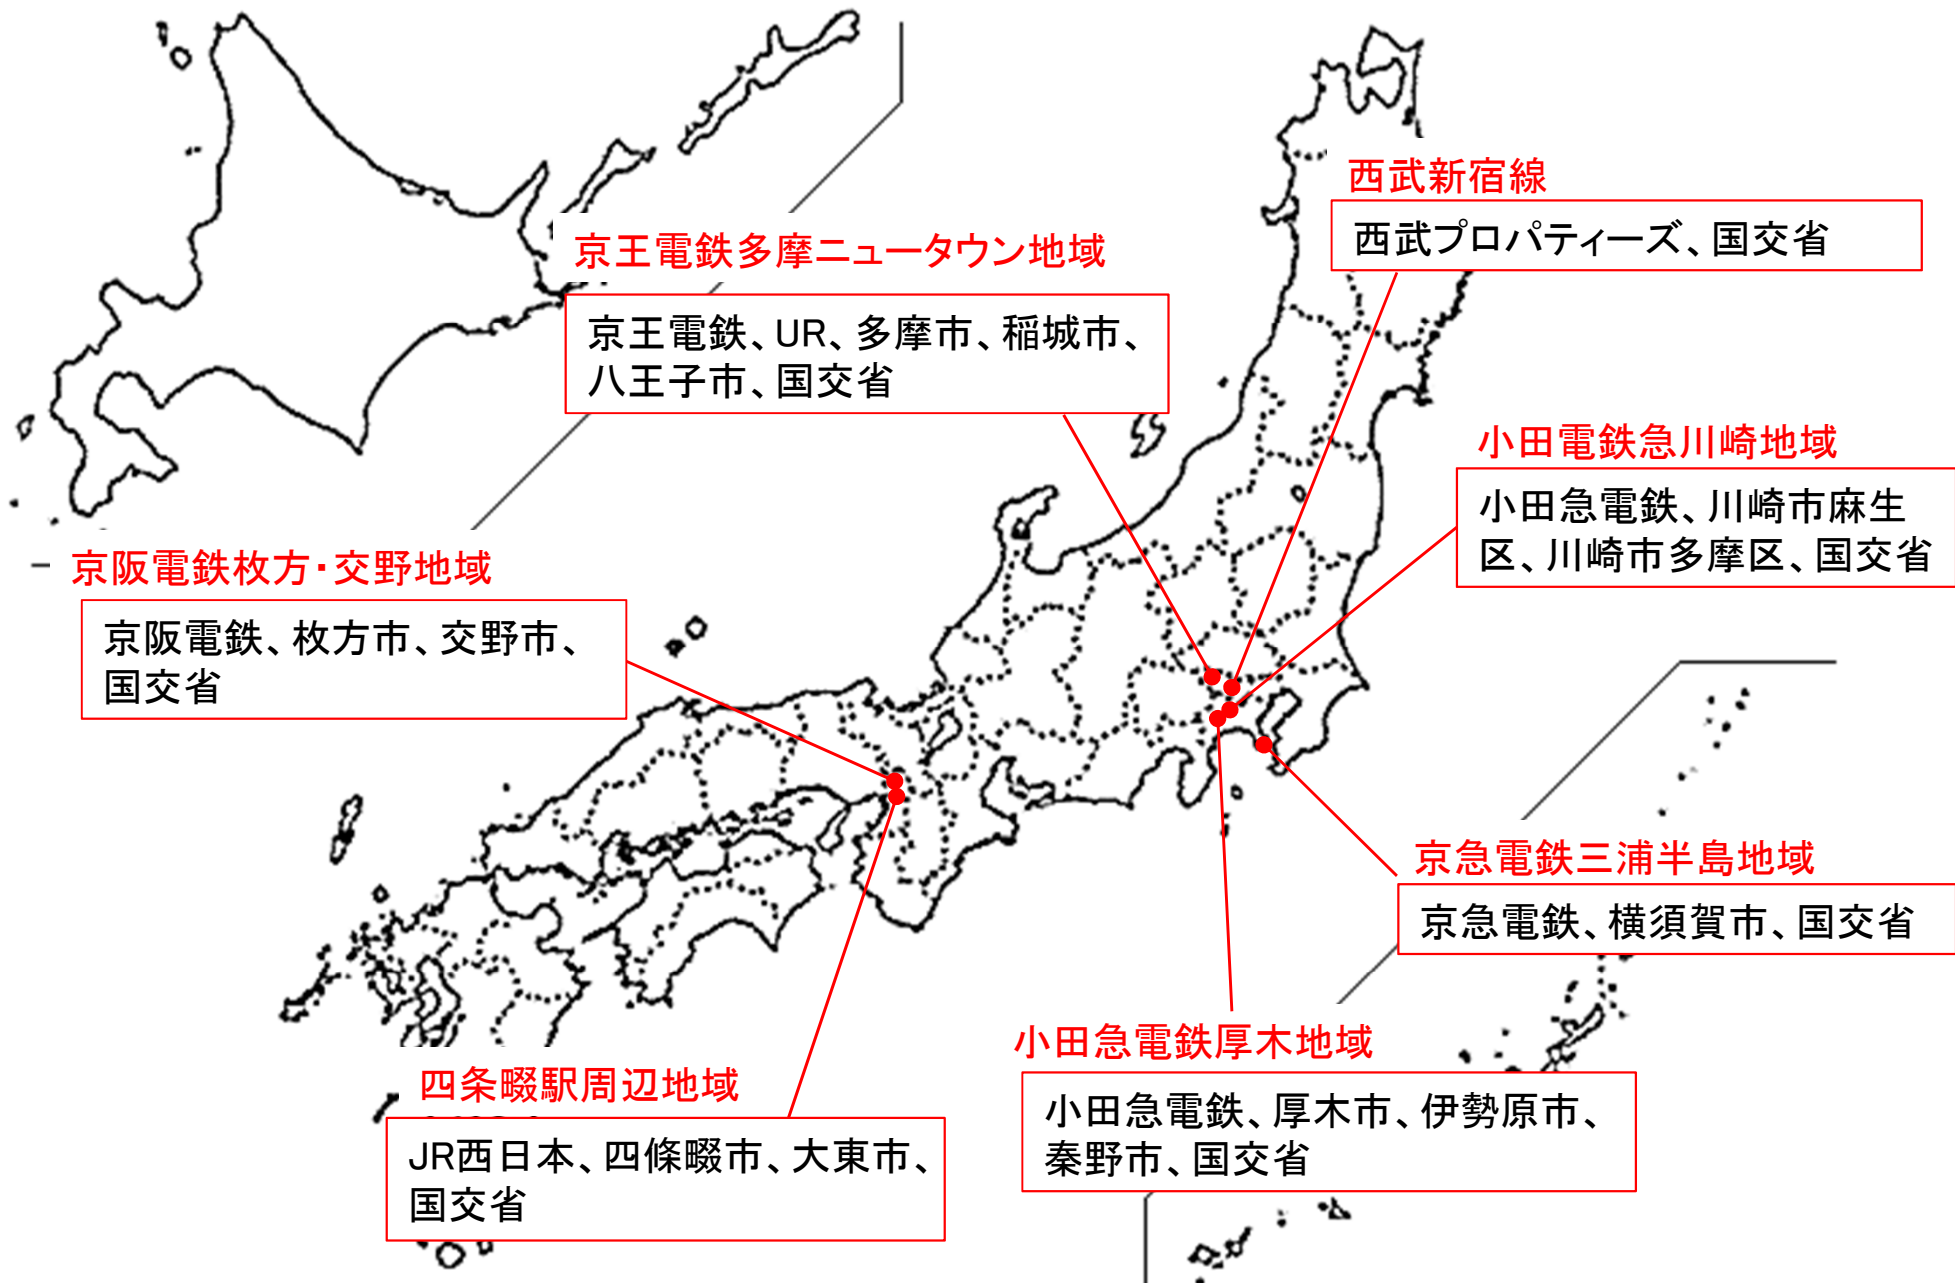 西武新宿線
西武プロパティーズ、国交省
京王電鉄多摩ニュータウン地域
京王電鉄、UR、多摩市、稲城市、
八王子市、国交省
小田電鉄急川崎地域
小田急電鉄、川崎市麻生
区、川崎市多摩区、国交省
京阪電鉄枚方・交野地域
京阪電鉄、枚方市、交野市、
国交省
京急電鉄三浦半島地域
京急電鉄、横須賀市、国交省
小田急電鉄厚木地域
小田急電鉄、厚木市、伊勢原市、
秦野市、国交省
四条畷駅周辺地域
JR西日本、四條畷市、大東市、
国交省